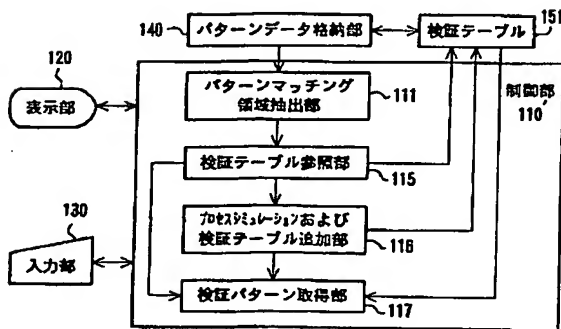 140
パターンデータ格納部
検証テーブル
151
120
表示部
パターンマッチング
領域抽出部
111
制御部
110'
検証テーブル参照部
115
130
入力部
プロセスシミュレーションおよび
検証テーブル追加部
116
検証パターン取得部
117